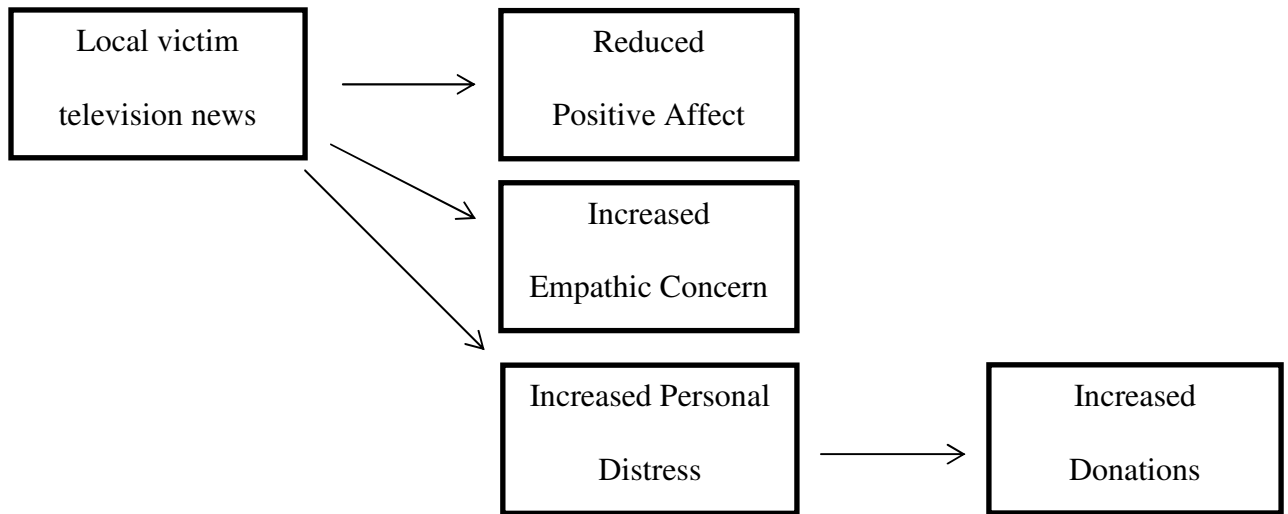 Local victim
television news
Reduced
Positive Affect
Increased
Empathic Concern
Increased Personal
Distress
Increased
Donations